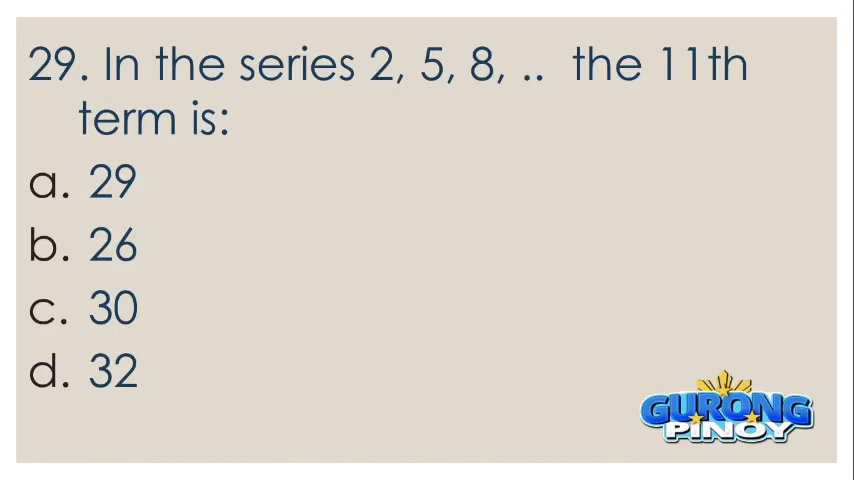 29. In the series 2, 5, 8, .. the 11th
term is:
a. 29
b. 26
c. 30
d. 32
GURONG
PINOY